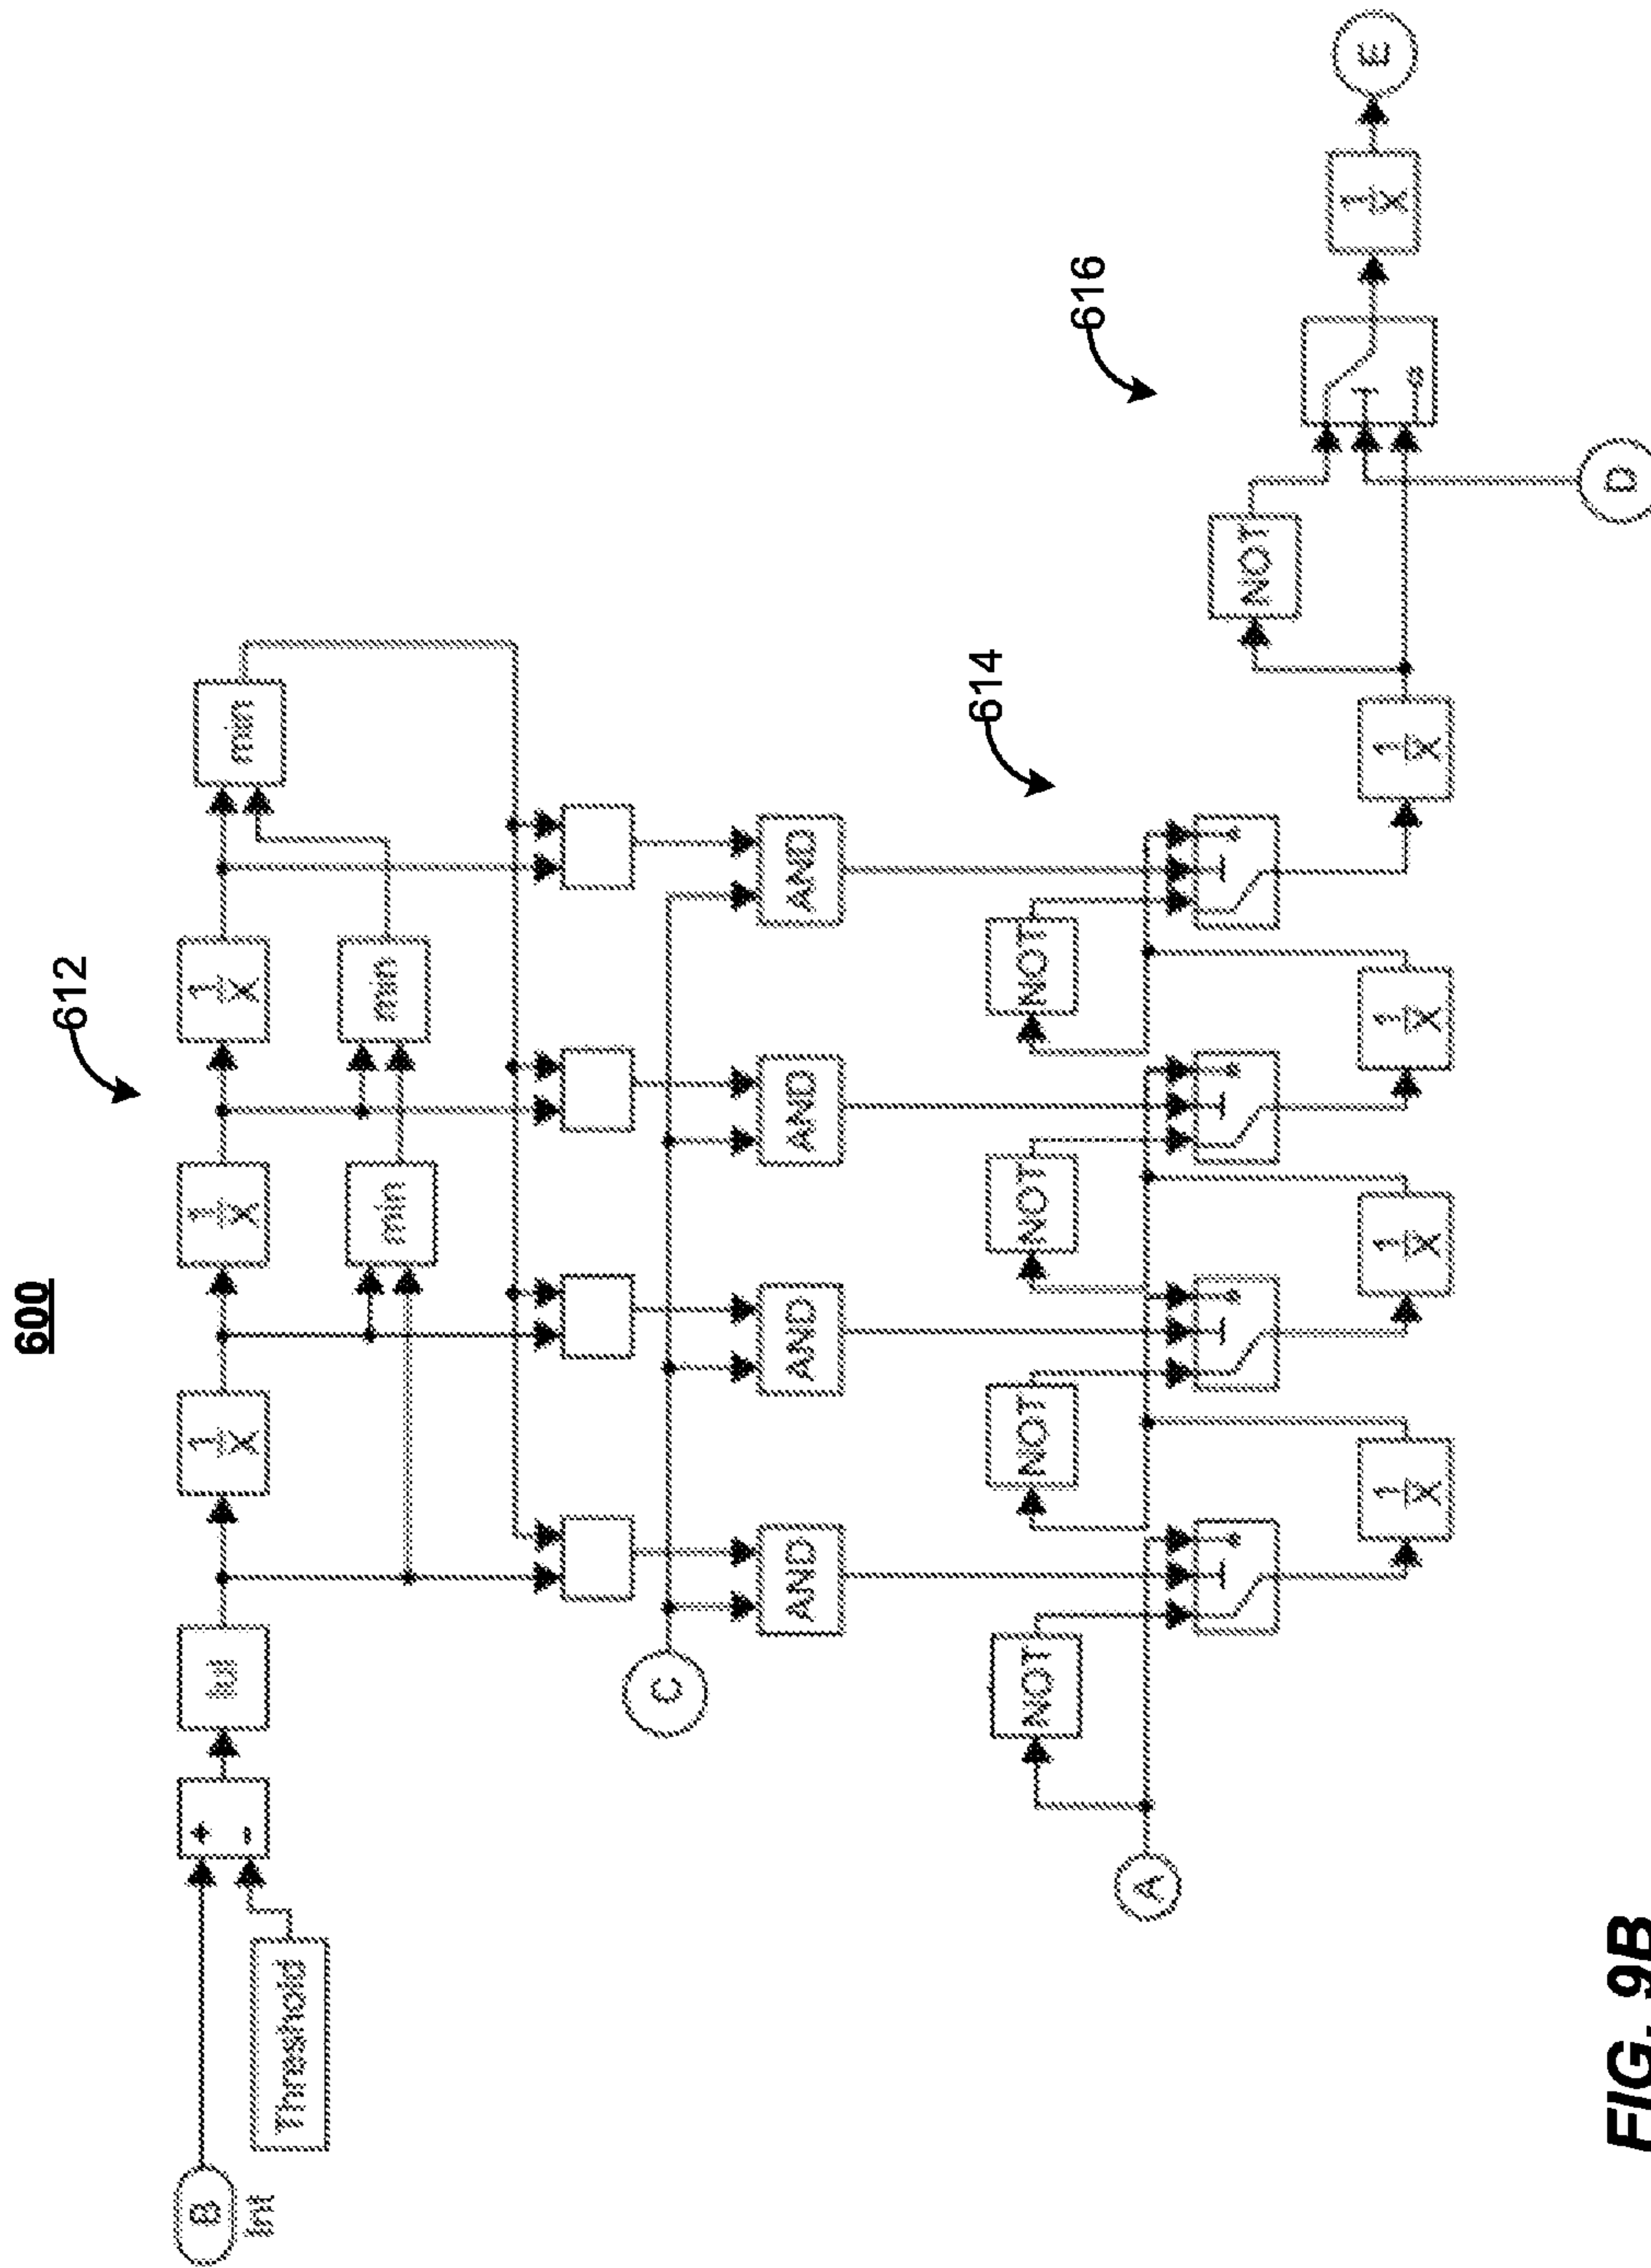 600
612
B
Int
Threshold
+
-
|u|
1/X
1/X
1/X
min
min
min
C
AND
AND
AND
AND
614
NOT
NOT
NOT
NOT
A
1/X
1/X
1/X
1/X
616
NOT
1/X
E
D
FIG. 9B